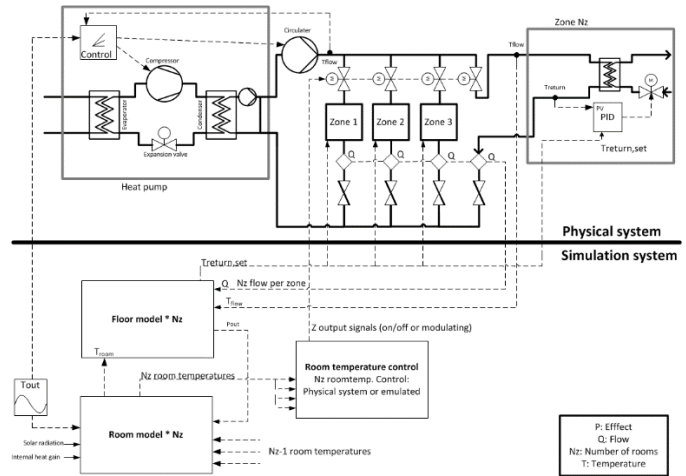 Zone Nz
Control
Circulater
Compressor
Tflow
Tflow
Evaporator
Condenser
Expansion valve
Heat pump
Zone 1
Zone 2
Zone 3
Q
Q
Q
Q
Treturn
PV
PID
M
Treturn,set
Physical system
Simulation system
Treturn,set
Q Nz flow per zone
Tflow
Floor model * Nz
Pout
Z output signals (on/off or modulating)
Troom
Nz room temperatures
Room temperature control
Nz roomtemp. Control:
Physical system or emulated
Tout
Room model * Nz
Solar radiation
Internal heat gain
Nz-1 room temperatures
P: Efffect
Q: Flow
Nz: Number of rooms
T: Temperature